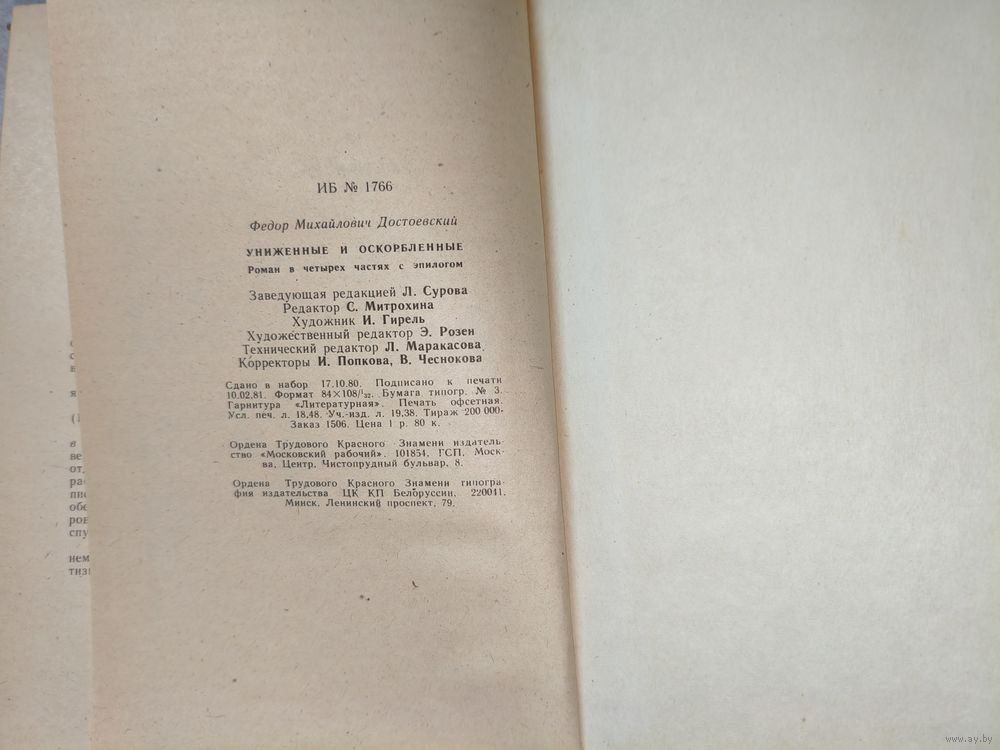 ИБ № 1766
Федор Михайлович Достоевский
УНИЖЕННЫЕ И ОСКОРБЛЕННЫЕ
Роман в четырех частях с эпилогом
Заведующая редакцией Л. Сурова
Редактор С. Митрохина
Художник И. Гирель
Художественный редактор Э. Розен
Технический редактор Л. Маракасова
Корректоры И. Попкова, В. Чеснокова
Сдано в набор 17.10.80. Подписано к печати
10.02.81. Формат 84×108/¹₃₂. Бумага типогр. № 3.
Гарнитура «Литературная». Печать офсетная.
Усл. печ. л. 18,48. Уч.-изд. л. 19,38. Тираж 200 000.
Заказ 1506. Цена 1 р. 80 к.
Ордена Трудового Красного Знамени издатель-
ство «Московский рабочий». 101854, ГСП, Моск-
ва, Центр, Чистопрудный бульвар, 8.
Ордена Трудового Красного Знамени типогра-
фия издательства ЦК КП Белоруссии, 220041,
Минск, Ленинский проспект, 79.
www.ay.by